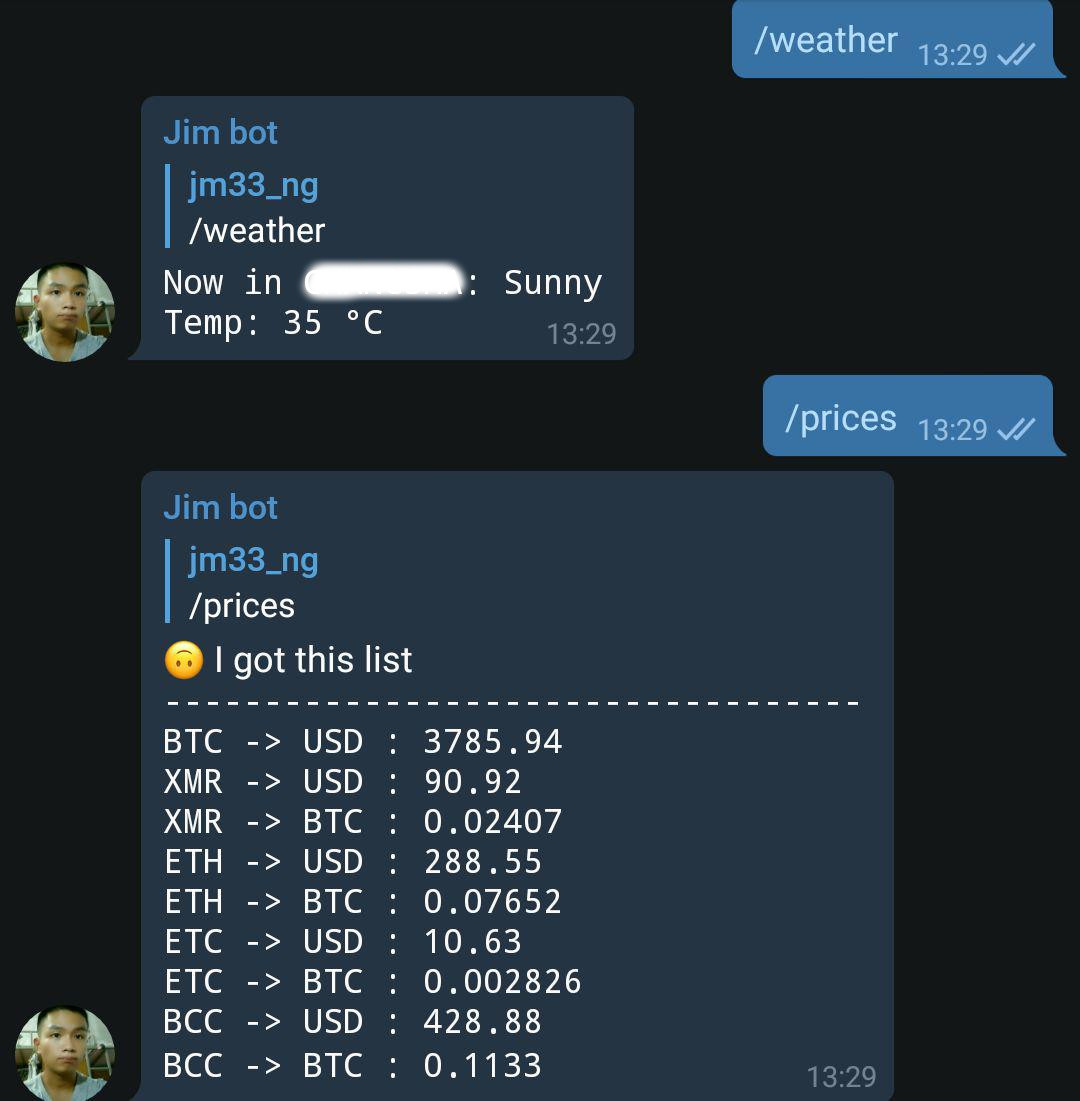 /weather 13:29
Jim bot
jm33_ng
/weather
Now in : Sunny
Temp: 35 °C
13:29
/prices 13:29
Jim bot
jm33_ng
/prices
🙃 I got this list
-----------------------------------
BTC -> USD : 3785.94
XMR -> USD : 90.92
XMR -> BTC : 0.02407
ETH -> USD : 288.55
ETH -> BTC : 0.07652
ETC -> USD : 10.63
ETC -> BTC : 0.002826
BCC -> USD : 428.88
BCC -> BTC : 0.1133
13:29